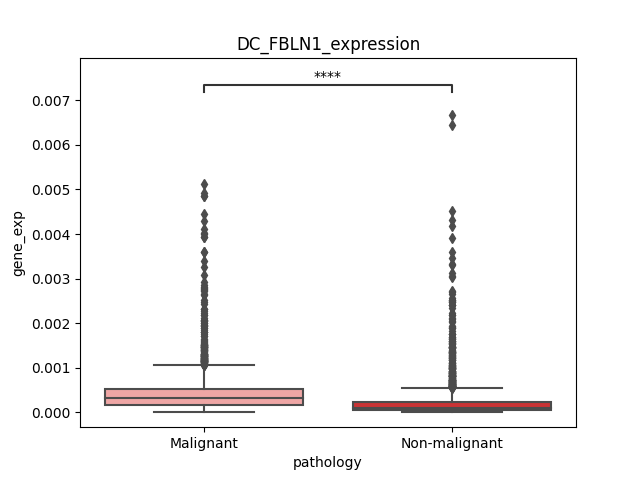 DC_FBLN1_expression
****
0.007
0.006
0.005
0.004
0.003
0.002
0.001
0.000
gene_exp
Malignant Non-malignant
pathology